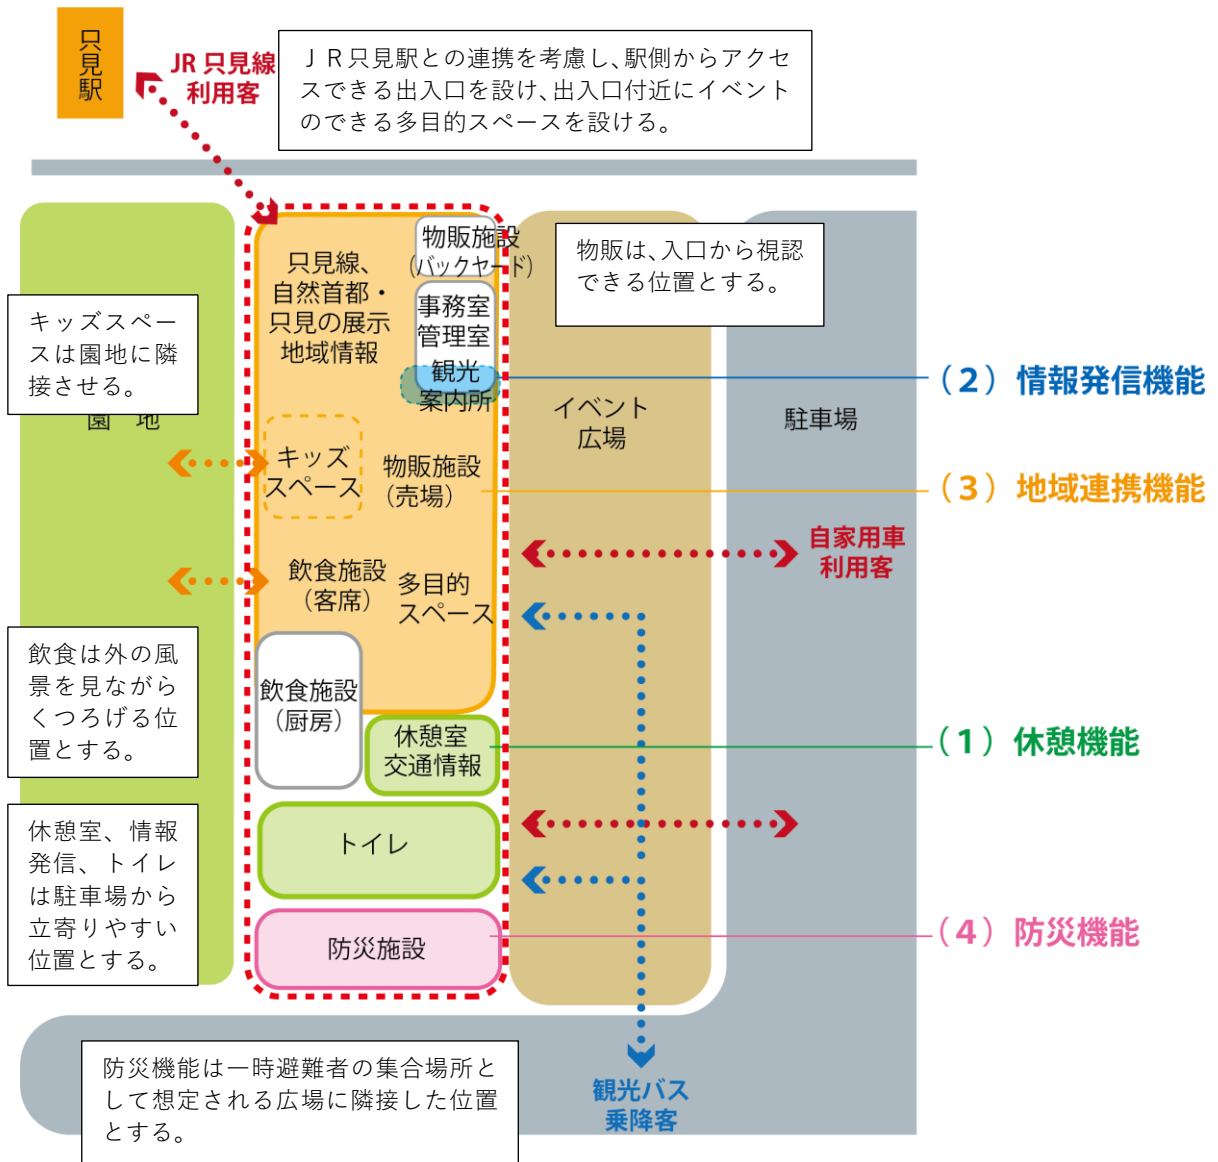 只見駅
JR 只見線
利用客
ＪＲ只見駅との連携を考慮し、駅側からアクセ
スできる出入口を設け、出入口付近にイベント
のできる多目的スペースを設ける。
物販施設
(バックヤード)
只見線、
自然首都・
只見の展示
地域情報
事務室
管理室
観光
案内所
物販は、入口から視認
できる位置とする。
キッズスペー
スは園地に隣
接させる。
園　地
（2）情報発信機能
イベント
広場
駐車場
キッズ
スペース
物販施設
（売場）
（3）地域連携機能
自家用車
利用客
飲食施設
（客席）
多目的
スペース
飲食は外の風
景を見ながら
くつろげる位
置とする。
飲食施設
（厨房）
休憩室
交通情報
（1）休憩機能
休憩室、情報
発信、トイレ
は駐車場から
立寄りやすい
位置とする。
トイレ
防災施設
（4）防災機能
防災機能は一時避難者の集合場所と
して想定される広場に隣接した位置
とする。
観光バス
乗降客